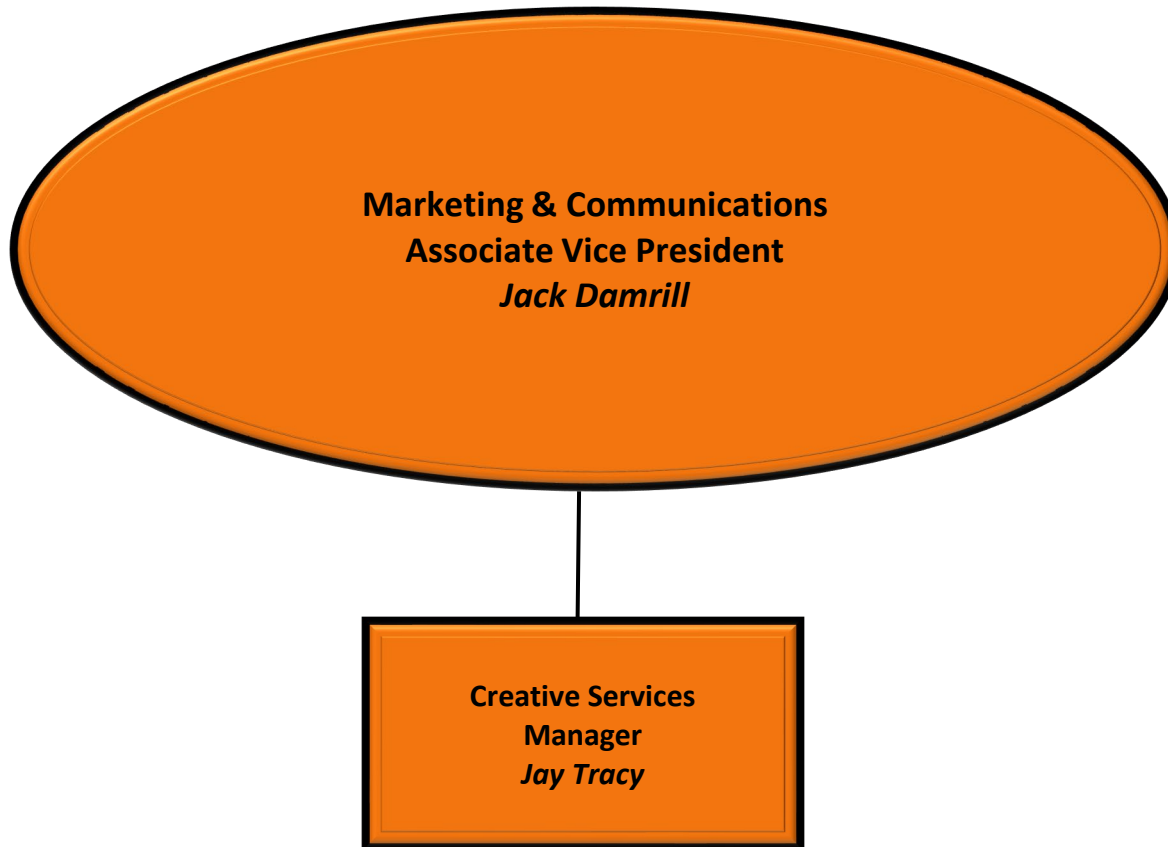 Marketing & Communications
Associate Vice President
Jack Damrill
Creative Services
Manager
Jay Tracy